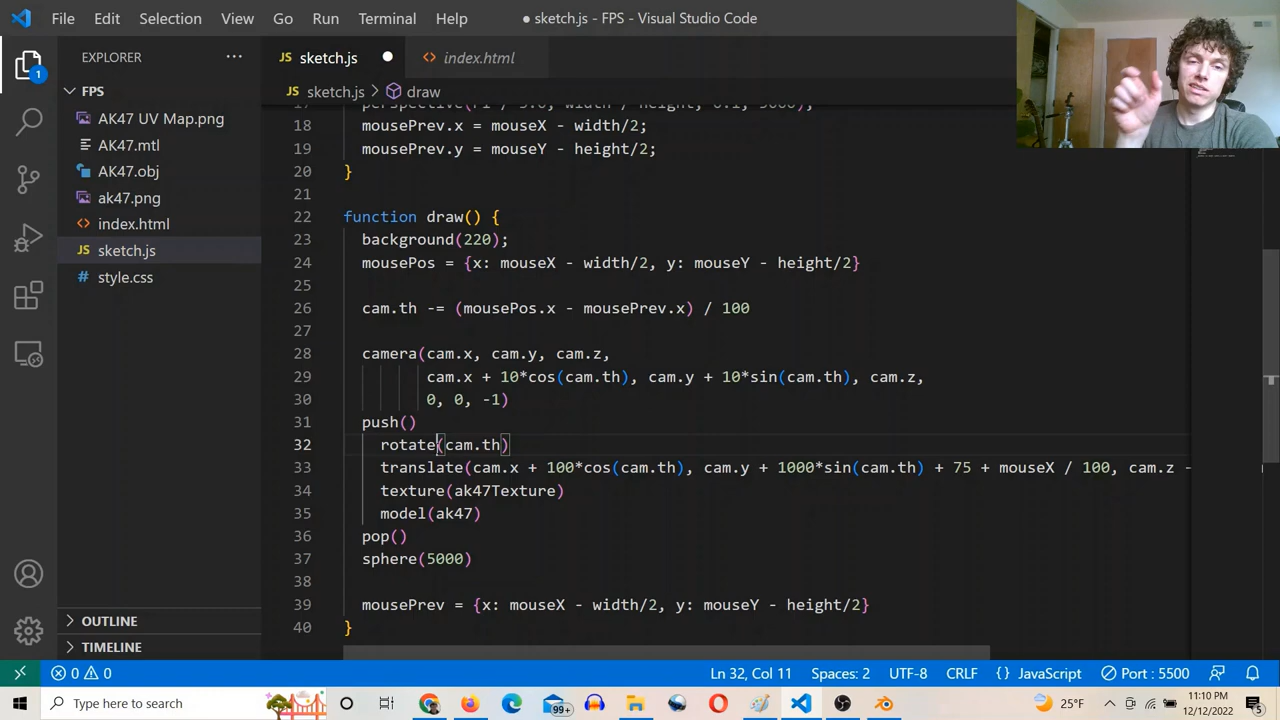 File Edit Selection View Go Run Terminal Help
● sketch.js - FPS - Visual Studio Code
EXPLORER ···
JS sketch.js ●
<> index.html
1
FPS
JS sketch.js > draw
AK47 UV Map.png
AK47.mtl
AK47.obj
ak47.png
index.html
JS sketch.js
style.css
18 mousePrev.x = mouseX - width/2;
19 mousePrev.y = mouseY - height/2;
20 }
21
22 function draw() {
23 background(220);
24 mousePos = {x: mouseX - width/2, y: mouseY - height/2}
25
26 cam.th -= (mousePos.x - mousePrev.x) / 100
27
28 camera(cam.x, cam.y, cam.z,
29 cam.x + 10*cos(cam.th), cam.y + 10*sin(cam.th), cam.z,
30 0, 0, -1)
31 push()
32 rotate(cam.th)
33 translate(cam.x + 100*cos(cam.th), cam.y + 1000*sin(cam.th) + 75 + mouseX / 100, cam.z -
34 texture(ak47Texture)
35 model(ak47)
36 pop()
37 sphere(5000)
38
39 mousePrev = {x: mouseX - width/2, y: mouseY - height/2}
40 }
OUTLINE
TIMELINE
0 0
Ln 32, Col 11 Spaces: 2 UTF-8 CRLF {} JavaScript Port : 5500
Type here to search
99+
25°F
11:10 PM
12/12/2022
5